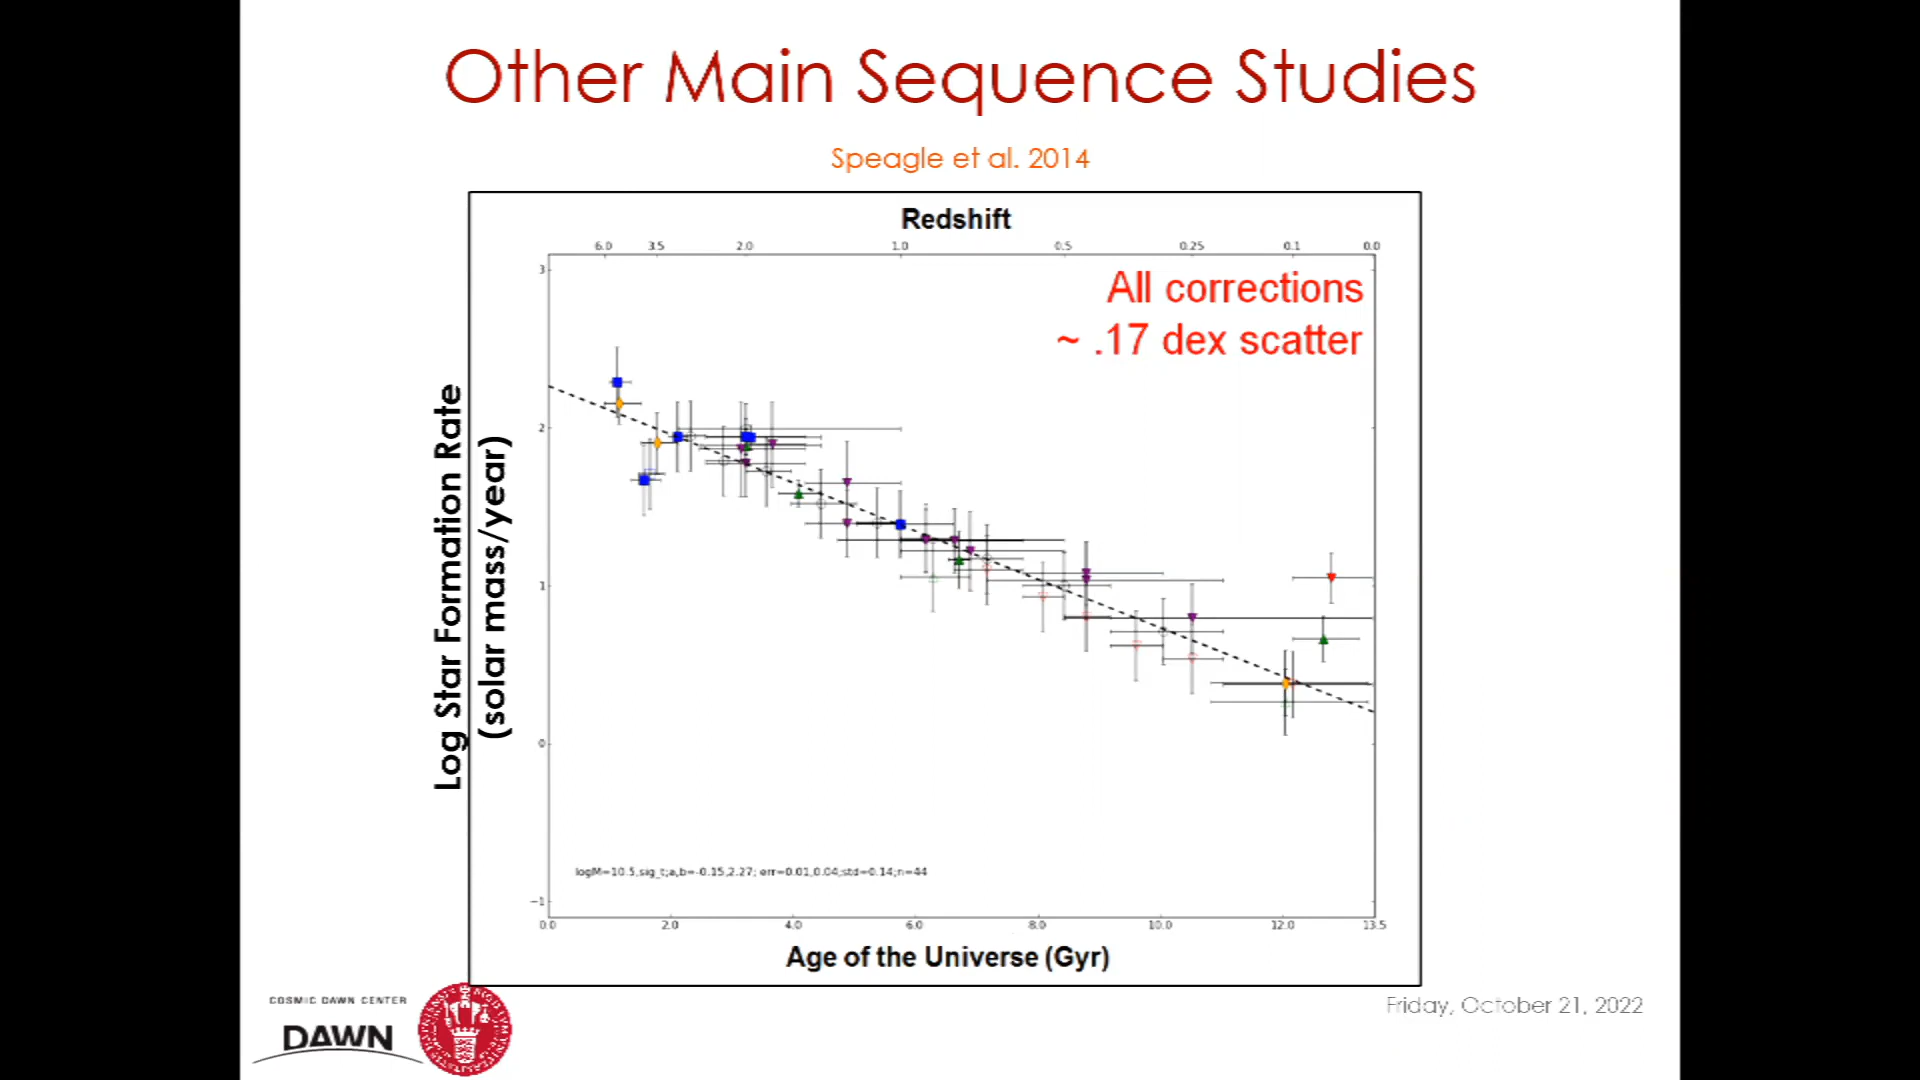 Other Main Sequence Studies
Speagle et al. 2014
Redshift
6.0 3.5 2.0 1.0 0.5 0.25 0.1 0.0
All corrections
~ .17 dex scatter
3
2
1
0
−1
Log Star Formation Rate
(solar mass/year)
logM=10.5,sig_t;a,b=-0.15,2.27; err=0.01,0.04;std=0.14;n=44
0.0 2.0 4.0 6.0 8.0 10.0 12.0 13.5
Age of the Universe (Gyr)
COSMIC DAWN CENTER
DAWN
Friday, October 21, 2022